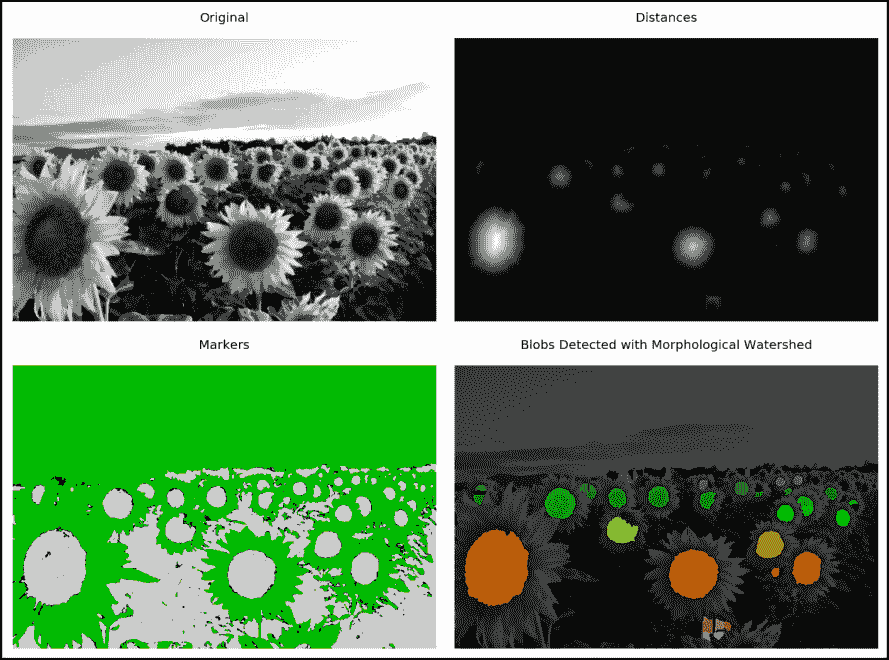 Original
Distances
Markers
Blobs Detected with Morphological Watershed